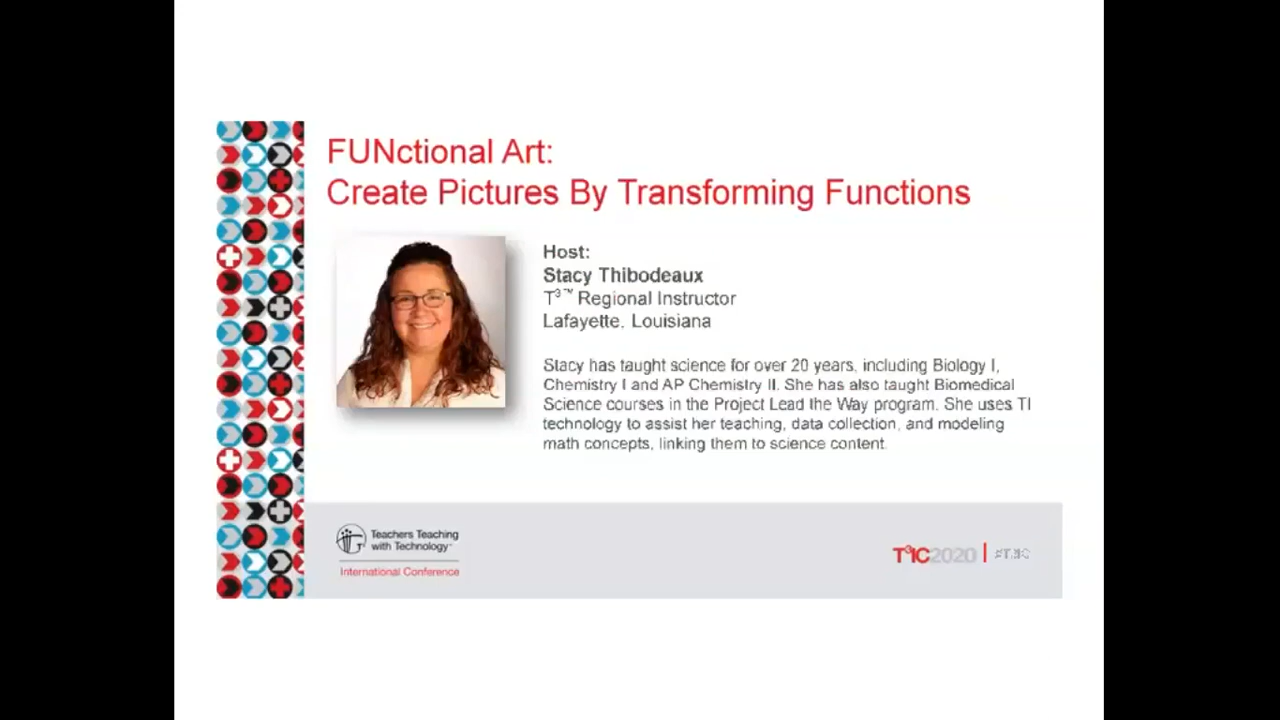 FUNctional Art:
Create Pictures By Transforming Functions
Host:
Stacy Thibodeaux
T³™ Regional Instructor
Lafayette, Louisiana
Stacy has taught science for over 20 years, including Biology I,
Chemistry I and AP Chemistry II. She has also taught Biomedical
Science courses in the Project Lead the Way program. She uses TI
technology to assist her teaching, data collection, and modeling
math concepts, linking them to science content.
Teachers Teaching
with Technology™
International Conference
T³IC2020 |